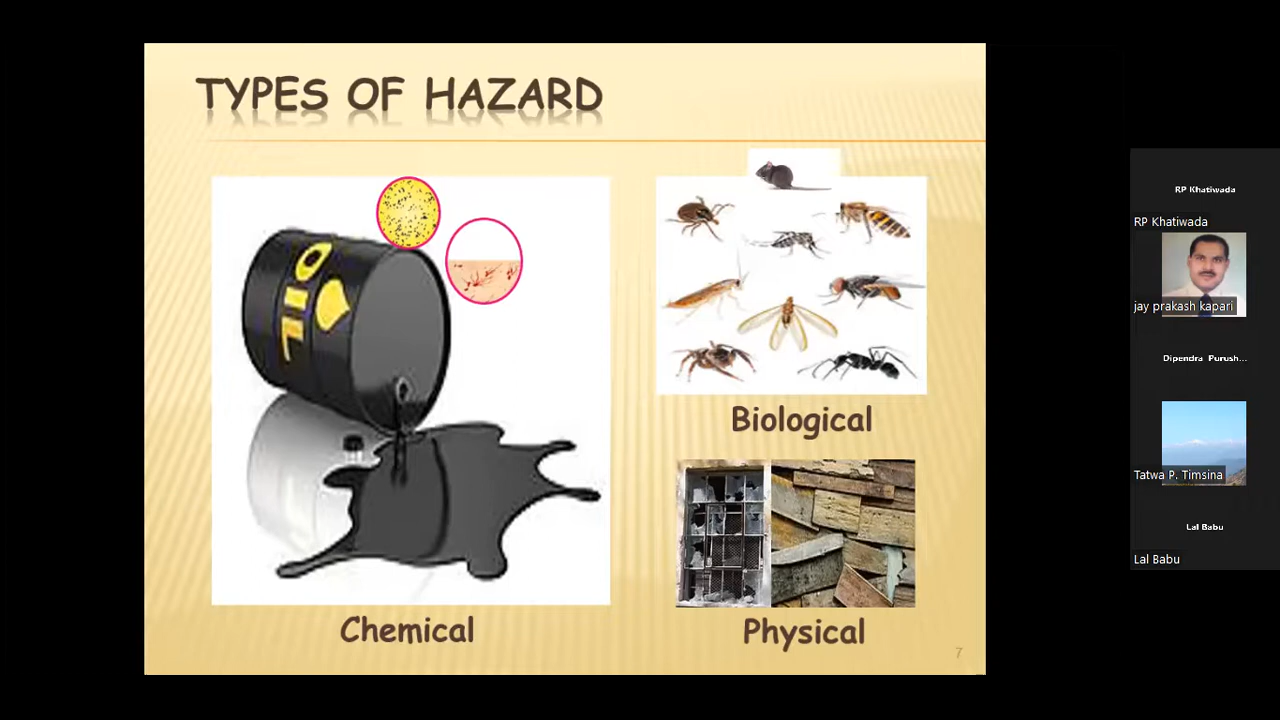 TYPES OF HAZARD
OIL
Chemical
Biological
Physical
7
RP Khatiwada
RP Khatiwada
jay prakash kapari
Dipendra Purush...
Tatwa P. Timsina
Lal Babu
Lal Babu